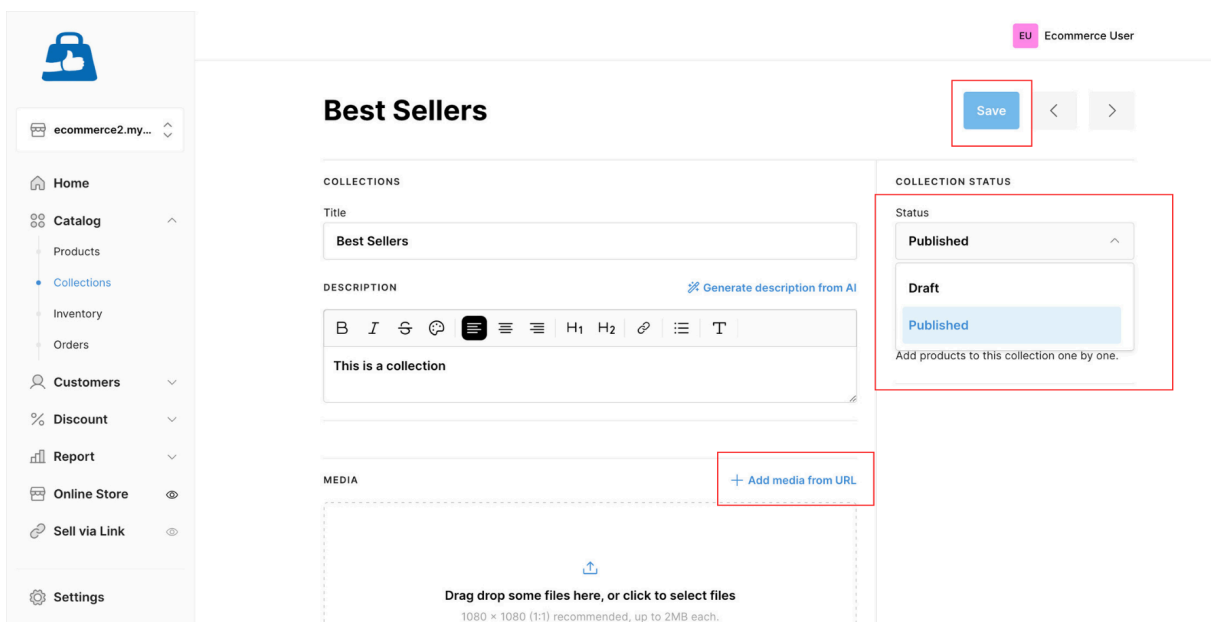 EU Ecommerce User
ecommerce2.my...
Home
Catalog
Products
Collections
Inventory
Orders
Customers
Discount
Report
Online Store
Sell via Link
Settings
Best Sellers
Save
COLLECTIONS
Title
Best Sellers
DESCRIPTION
Generate description from AI
B I S H1 H2 T
This is a collection
MEDIA
+ Add media from URL
Drag drop some files here, or click to select files
1080 × 1080 (1:1) recommended, up to 2MB each.
COLLECTION STATUS
Status
Published
Draft
Published
Add products to this collection one by one.